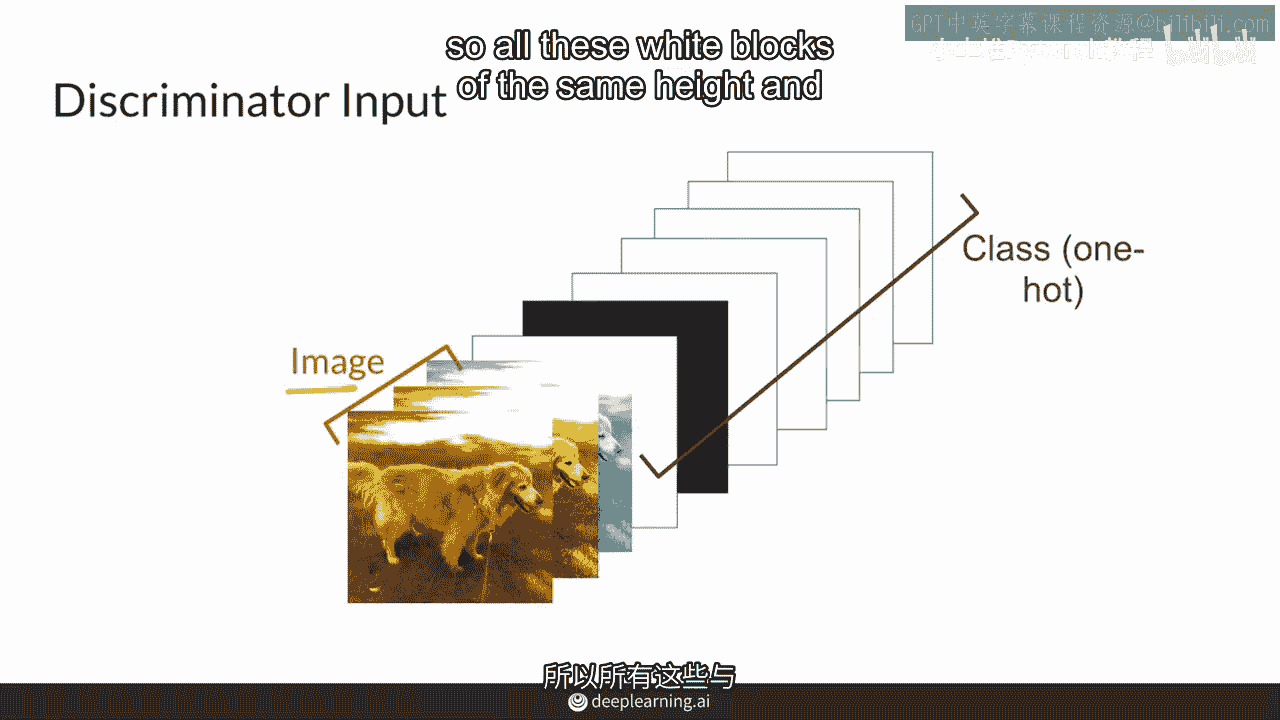 GPT中英字幕课程资源@bilibili.com
so all these white blocks
of the same height and
Discriminator Input
Class (one-
hot)
Image
所以所有这些与
deeplearning.ai